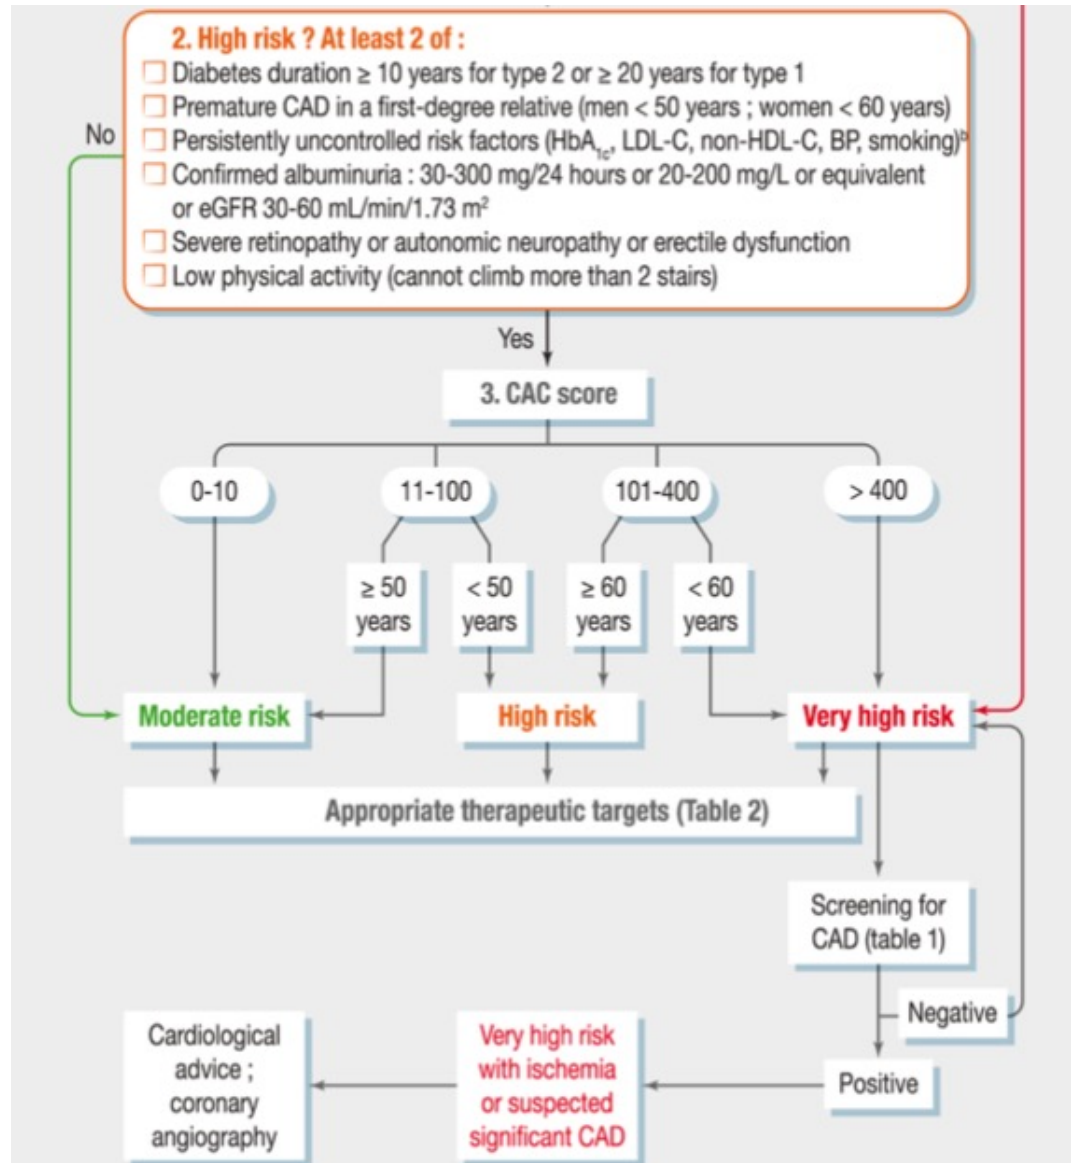 2. High risk ? At least 2 of :
Diabetes duration ≥ 10 years for type 2 or ≥ 20 years for type 1
Premature CAD in a first-degree relative (men < 50 years ; women < 60 years)
No
Persistently uncontrolled risk factors (HbA1c, LDL-C, non-HDL-C, BP, smoking)b
Confirmed albuminuria : 30-300 mg/24 hours or 20-200 mg/L or equivalent
or eGFR 30-60 mL/min/1.73 m²
Severe retinopathy or autonomic neuropathy or erectile dysfunction
Low physical activity (cannot climb more than 2 stairs)
Yes
3. CAC score
0-10
11-100
101-400
> 400
≥ 50
years
< 50
years
≥ 60
years
< 60
years
Moderate risk
High risk
Very high risk
Appropriate therapeutic targets (Table 2)
Screening for
CAD (table 1)
Negative
Positive
Very high risk
with ischemia
or suspected
significant CAD
Cardiological
advice ;
coronary
angiography